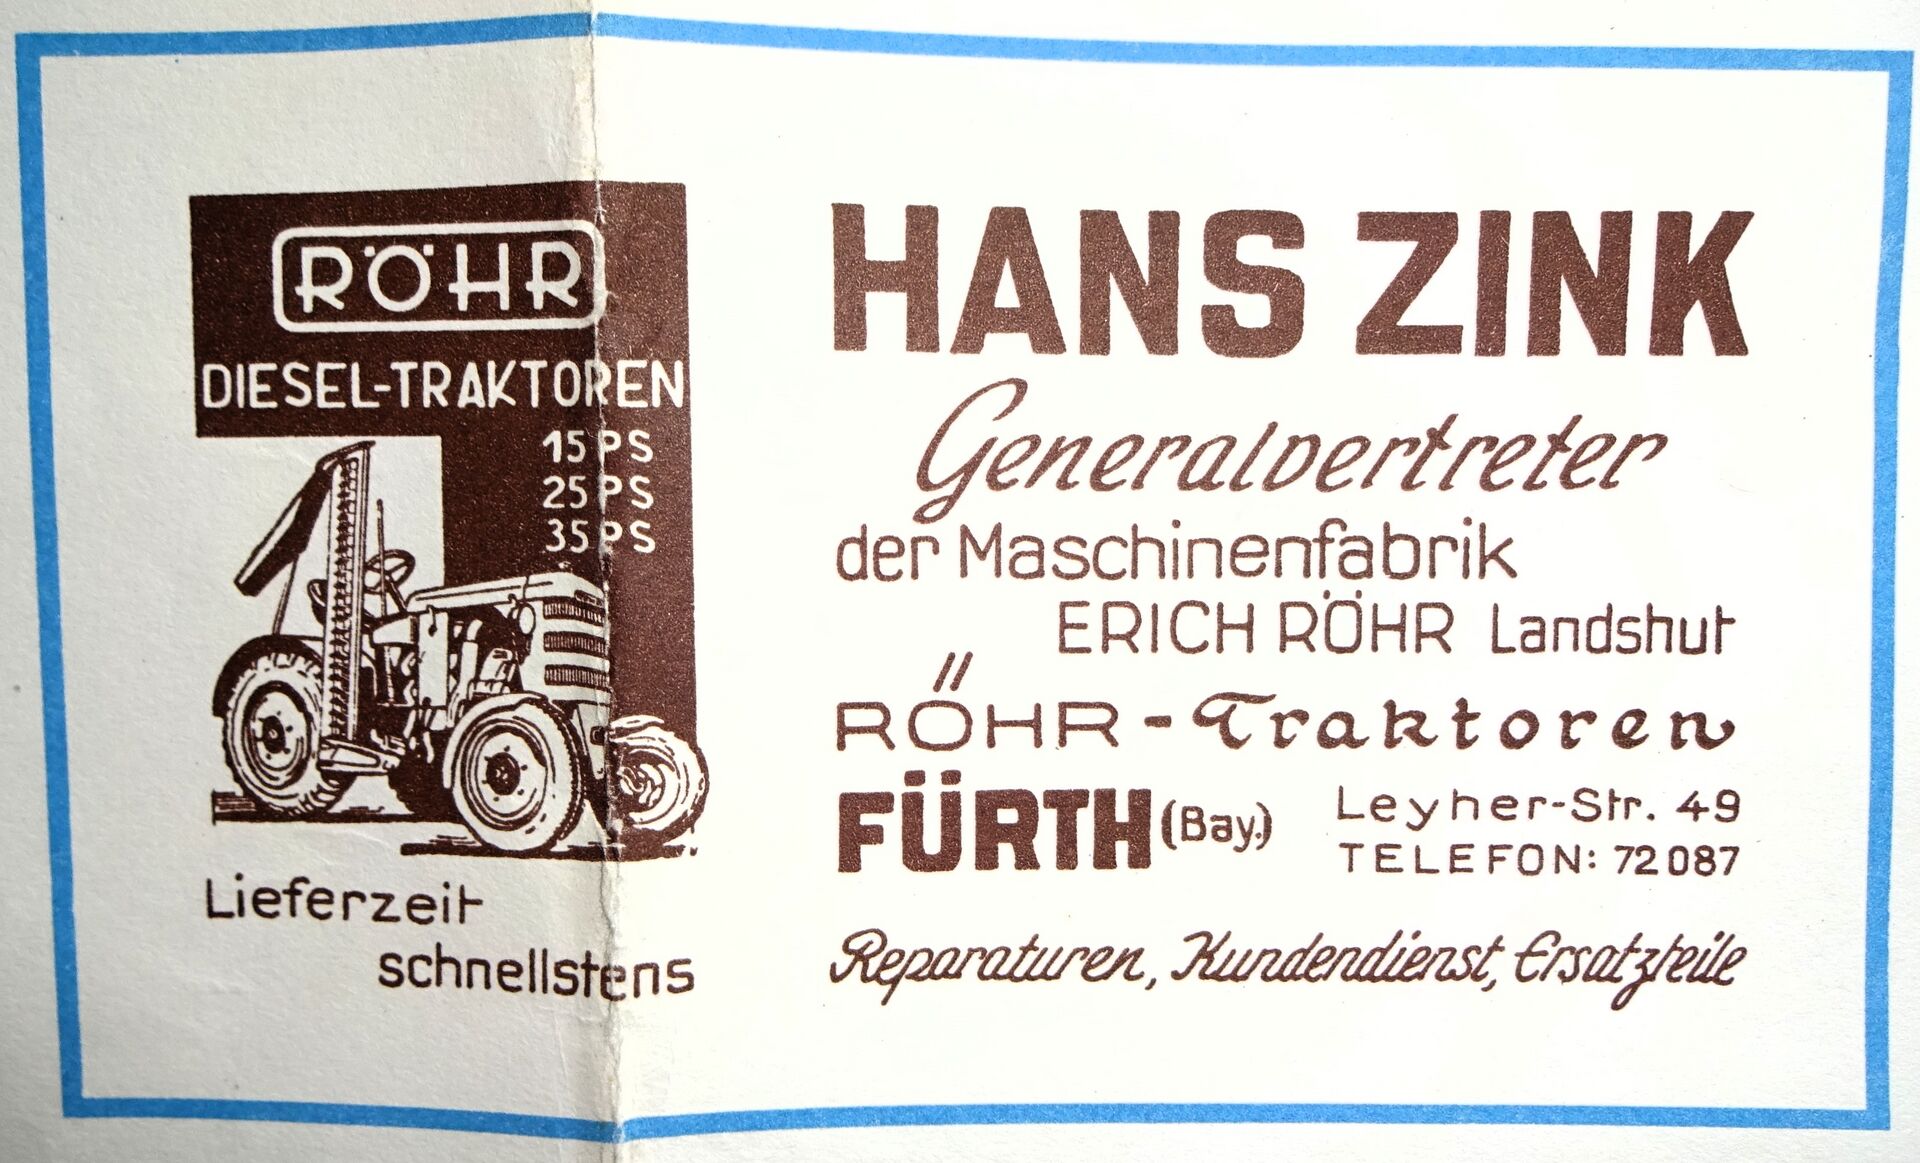 RÖHR
DIESEL-TRAKTOREN
15 PS
25 PS
35 PS
Lieferzeit
schnellstens
HANS ZINK
Generalvertreter
der Maschinenfabrik
ERICH RÖHR Landshut
RÖHR-Traktoren
FÜRTH (Bay.)
Leyher-Str. 49
TELEFON: 72087
Reparaturen, Kundendienst, Ersatzteile